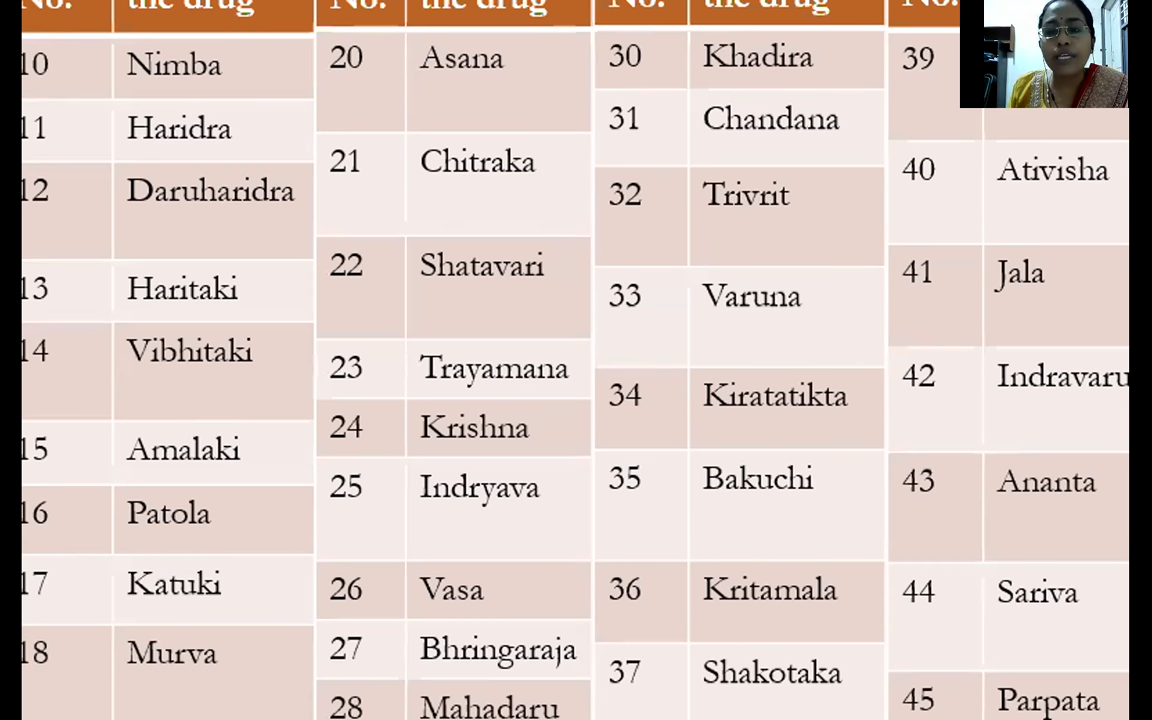 No. the drug No. the drug No. the drug No.
10 Nimba
11 Haridra
12 Daruharidra
13 Haritaki
14 Vibhitaki
15 Amalaki
16 Patola
17 Katuki
18 Murva
20 Asana
21 Chitraka
22 Shatavari
23 Trayamana
24 Krishna
25 Indryava
26 Vasa
27 Bhringaraja
28 Mahadaru
30 Khadira
31 Chandana
32 Trivrit
33 Varuna
34 Kiratatikta
35 Bakuchi
36 Kritamala
37 Shakotaka
39
40 Ativisha
41 Jala
42 Indravaru
43 Ananta
44 Sariva
45 Parpata